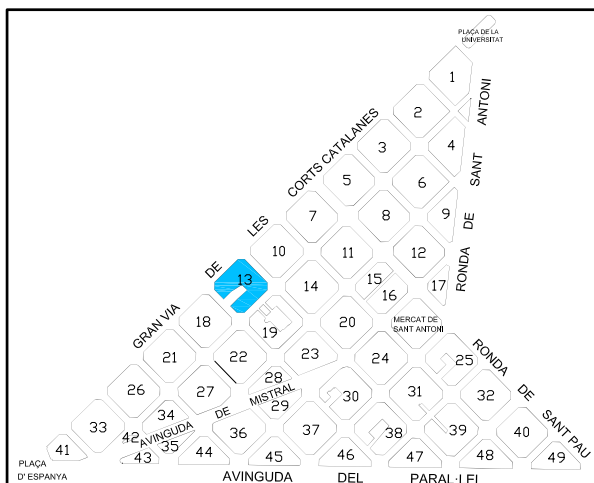 PLAÇA DE LA
UNIVERSITAT
1
2
ANTONI
CORTS CATALANES
3
4
SANT
5
6
7
8
9
DE
LES
10
11
12
RONDA
DE
13
14
15
16
17
GRAN VIA
18
19
20
MERCAT DE
SANT ANTONI
21
22
23
24
25
RONDA
DE
SANT PAU
26
27
28
MISTRAL
DE
AVINGUDA
29
30
31
32
33
34
35
36
37
38
39
40
41
42
43
44
45
46
47
48
49
PLAÇA
D' ESPANYA
AVINGUDA DEL PARAL·LEL